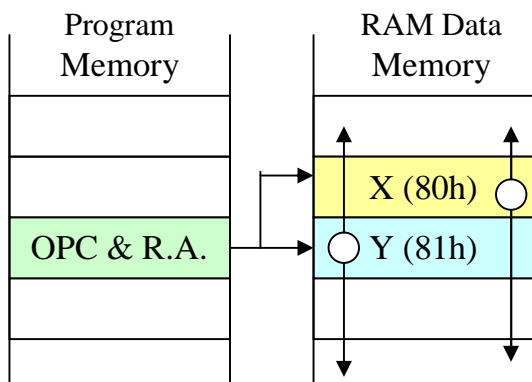 Program
Memory
RAM Data
Memory
X (80h)
OPC & R.A.
Y (81h)